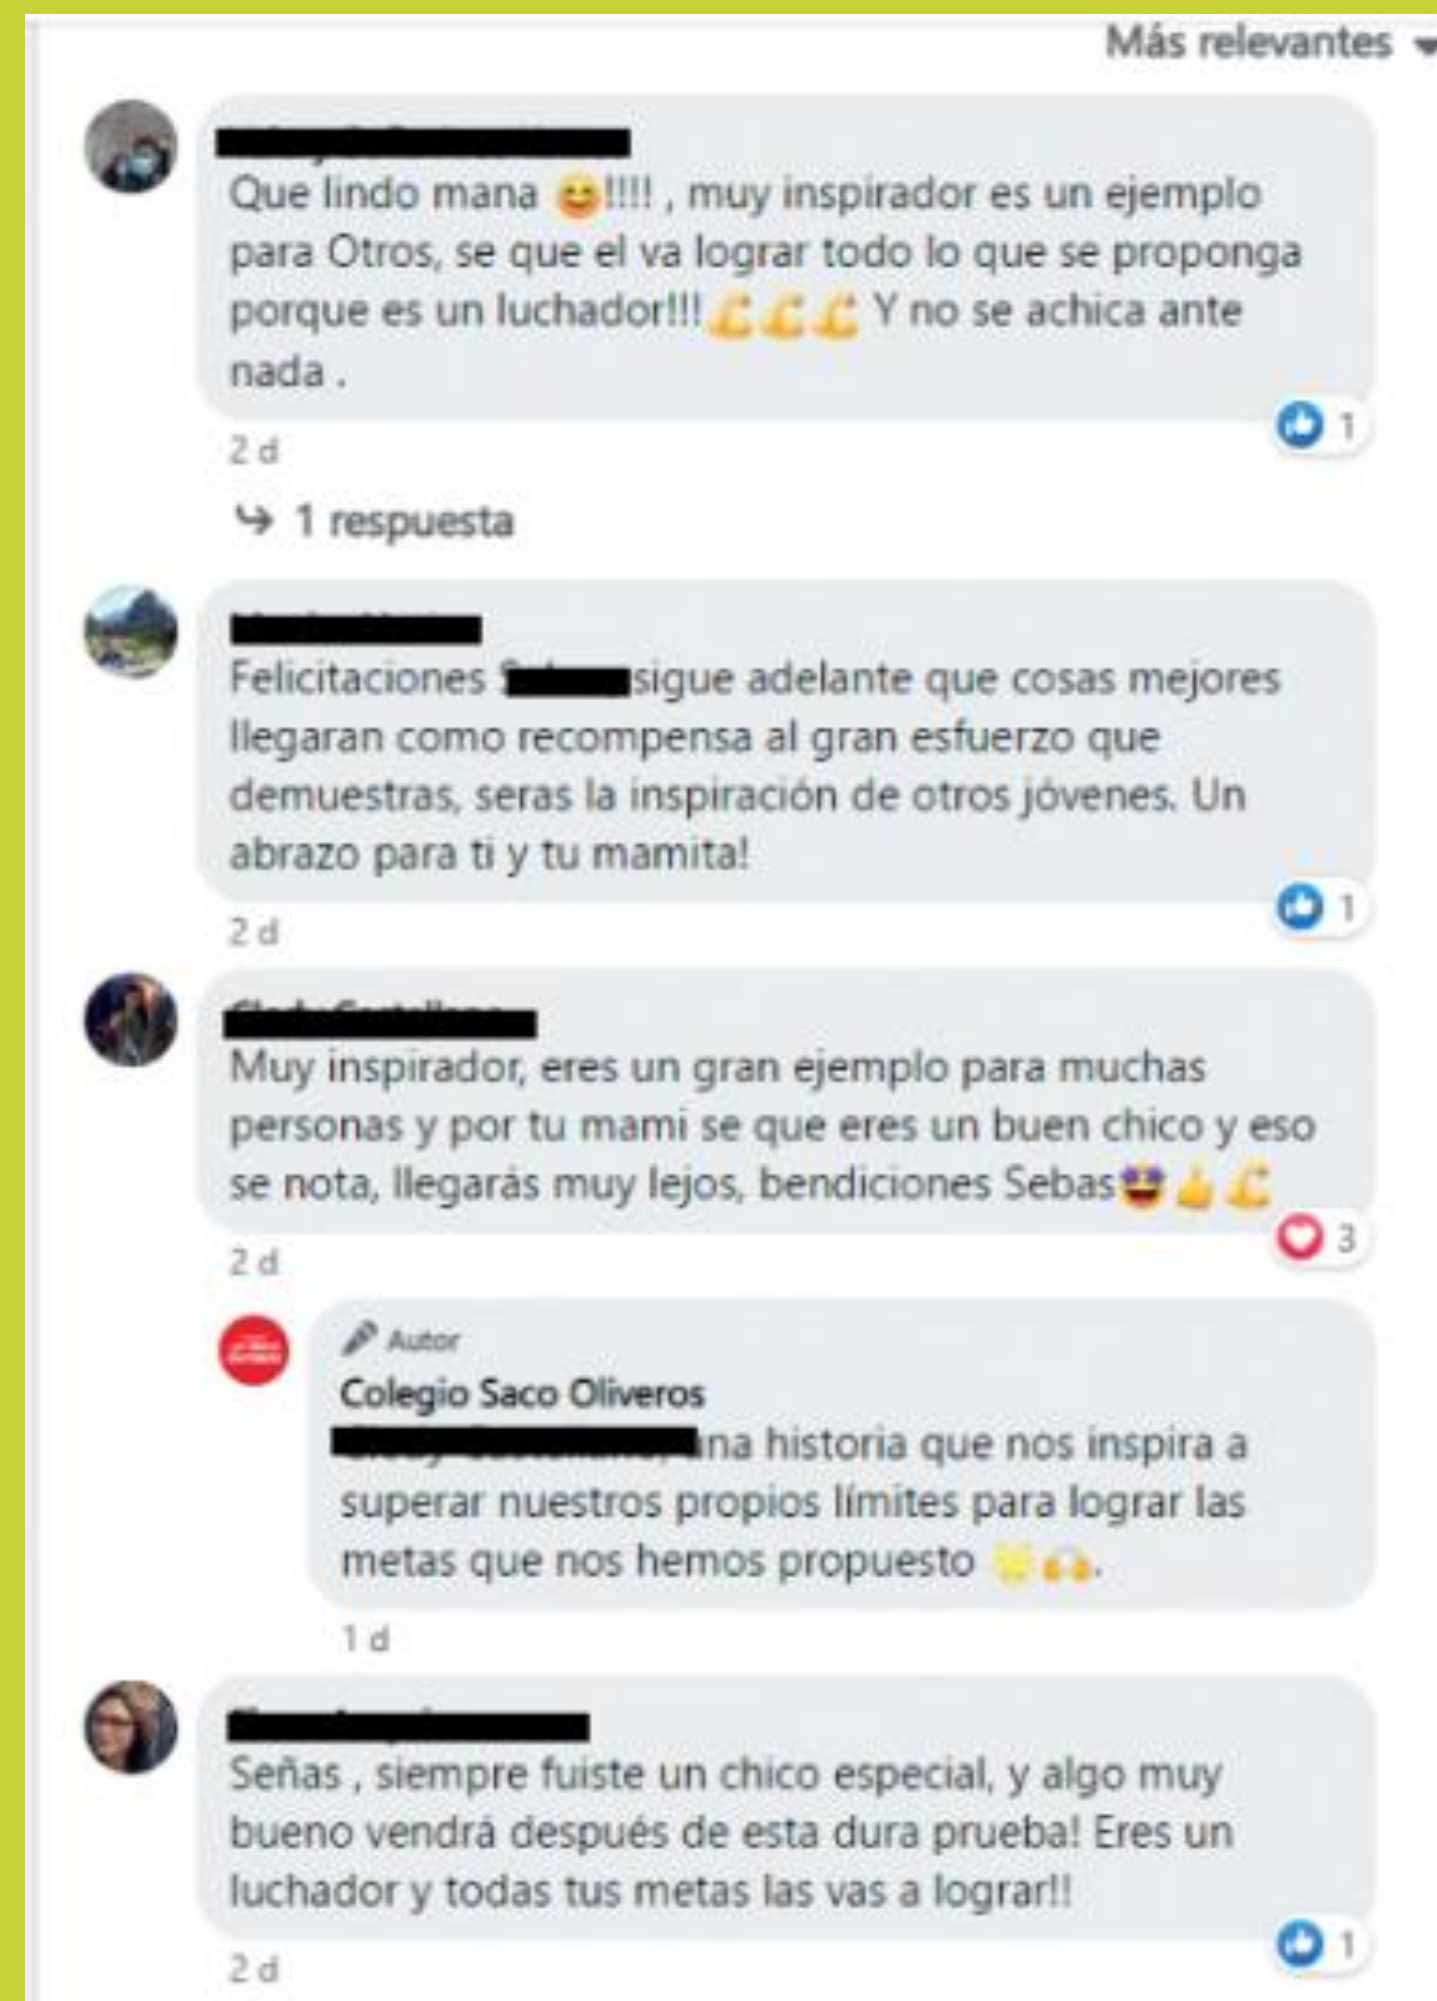 Más relevantes
Que lindo mana 😊!!!! , muy inspirador es un ejemplo
para Otros, se que el va lograr todo lo que se proponga
porque es un luchador!!! 💪💪💪 Y no se achica ante
nada .
1
2 d
1 respuesta
Felicitaciones sigue adelante que cosas mejores
llegaran como recompensa al gran esfuerzo que
demuestras, seras la inspiración de otros jóvenes. Un
abrazo para ti y tu mamita!
1
2 d
Muy inspirador, eres un gran ejemplo para muchas
personas y por tu mami se que eres un buen chico y eso
se nota, llegarás muy lejos, bendiciones Sebas🤩👍💪
3
2 d
Autor
Colegio Saco Oliveros
una historia que nos inspira a
superar nuestros propios límites para lograr las
metas que nos hemos propuesto 🌟🙌.
1 d
Señas , siempre fuiste un chico especial, y algo muy
bueno vendrá después de esta dura prueba! Eres un
luchador y todas tus metas las vas a lograr!!
1
2 d